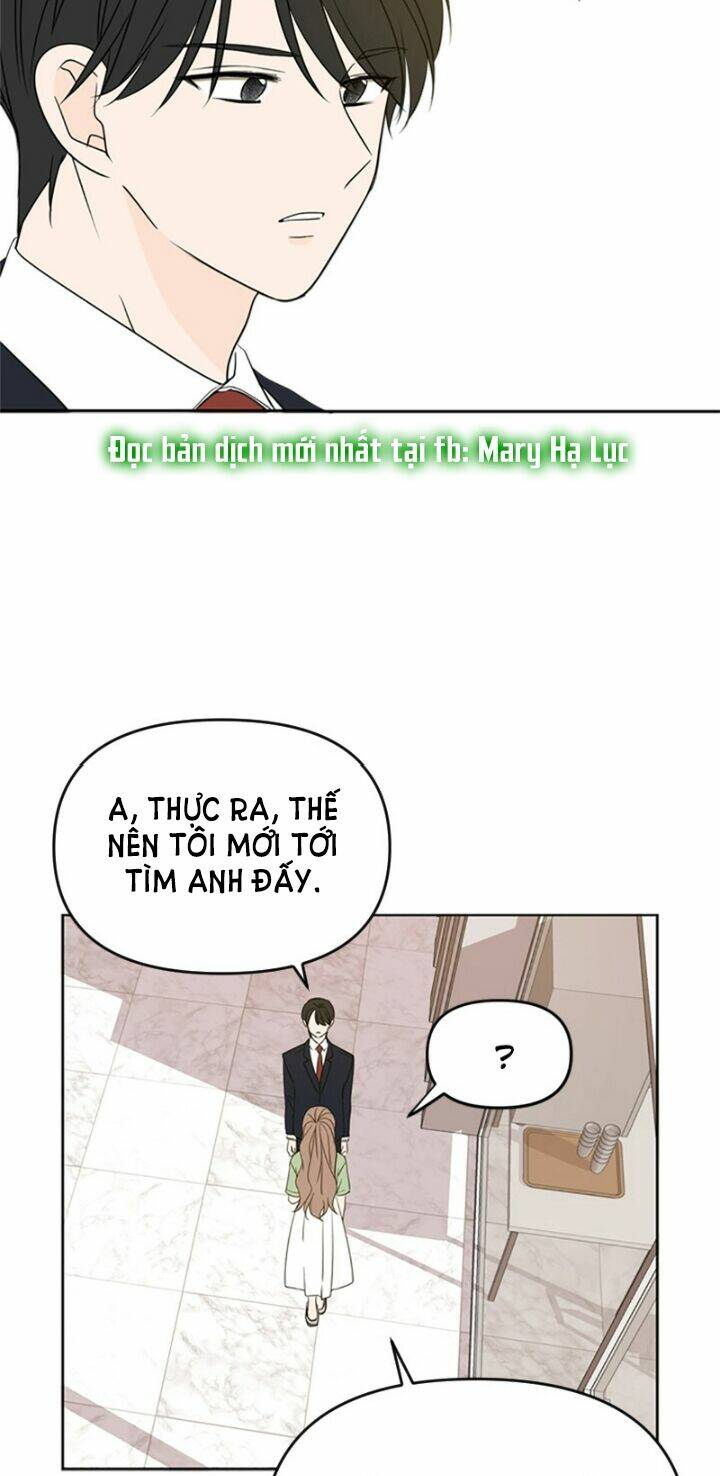 Đọc bản dịch mới nhất tại fb: Mary Hạ Lục
A, THỰC RA, THẾ
NÊN TÔI MỚI TỚI
TÌM ANH ĐẤY.
?